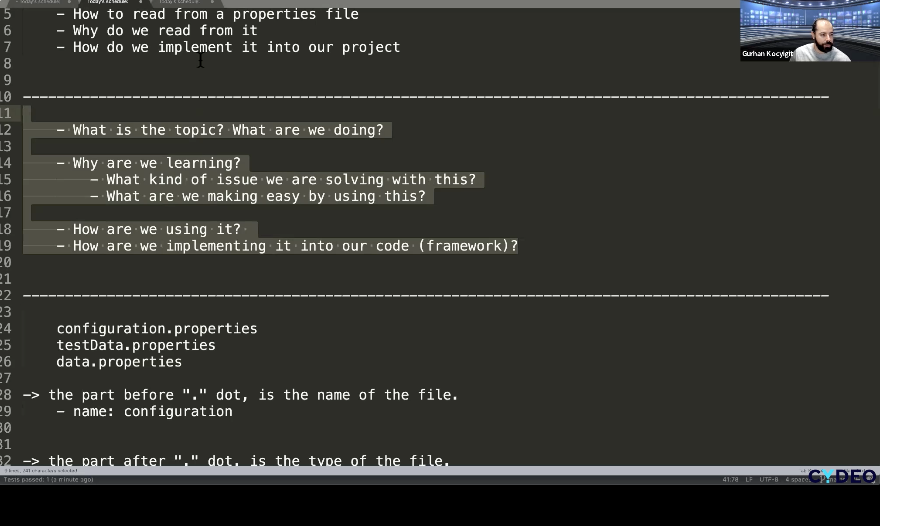 Today's schedules
5 - How to read from a properties file
6 - Why do we read from it
7 - How do we implement it into our project
8
9
10 ----------------------------------------
11
12 - What is the topic? What are we doing?
13
14 - Why are we learning?
15 - What kind of issue we are solving with this?
16 - What are we making easy by using this?
17
18 - How are we using it?
19 - How are we implementing it into our code (framework)?
20
21
22 ----------------------------------------
23
24 configuration.properties
25 testData.properties
26 data.properties
27
28 -> the part before "." dot, is the name of the file.
29 - name: configuration
30
31
32 -> the part after "." dot, is the type of the file.
Gurhan Kocyigit
Tests passed: 1 (a minute ago)
41:78 LF UTF-8 4 spaces
CYDEO